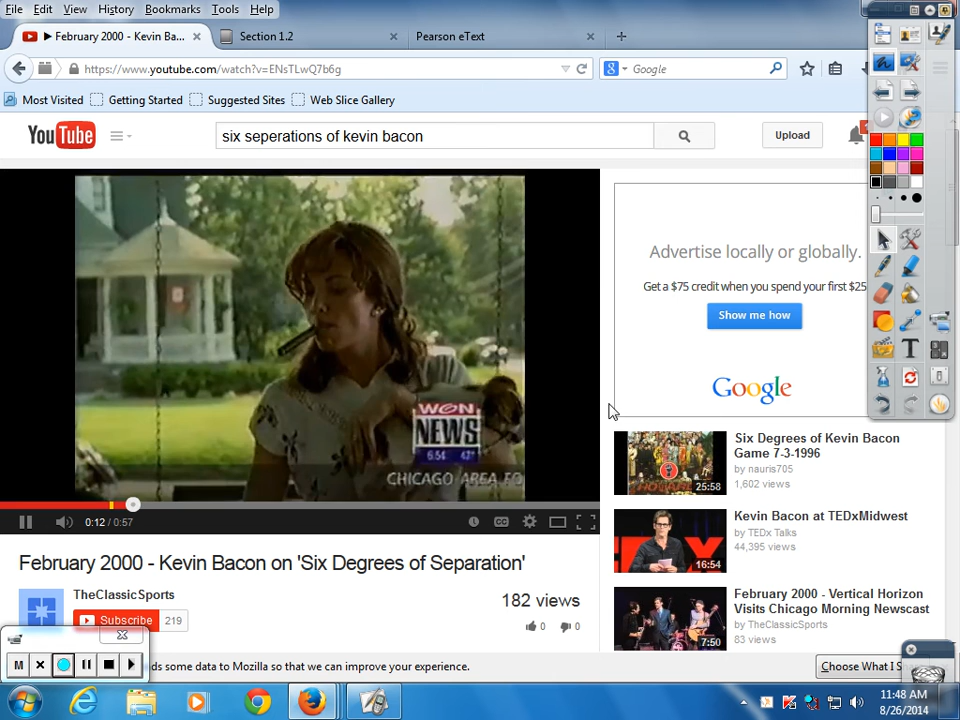 File Edit View History Bookmarks Tools Help
▶ February 2000 - Kevin Ba...
Section 1.2
Pearson eText
https://www.youtube.com/watch?v=ENsTLwQ7b6g
Google
Most Visited Getting Started Suggested Sites Web Slice Gallery
YouTube
six seperations of kevin bacon
Upload
WGN
NEWS
6:54 47°
CHICAGO AREA FO
0:12 / 0:57
CC
February 2000 - Kevin Bacon on 'Six Degrees of Separation'
TheClassicSports
Subscribe 219
182 views
0 0
Advertise locally or globally.
Get a $75 credit when you spend your first $25
Show me how
Google
Six Degrees of Kevin Bacon
Game 7-3-1996
by nauris705
1,602 views
25:58
Kevin Bacon at TEDxMidwest
by TEDx Talks
44,395 views
16:54
February 2000 - Vertical Horizon
Visits Chicago Morning Newscast
by TheClassicSports
83 views
7:50
T
M
ds some data to Mozilla so that we can improve your experience.
Choose What I S
11:48 AM
8/26/2014